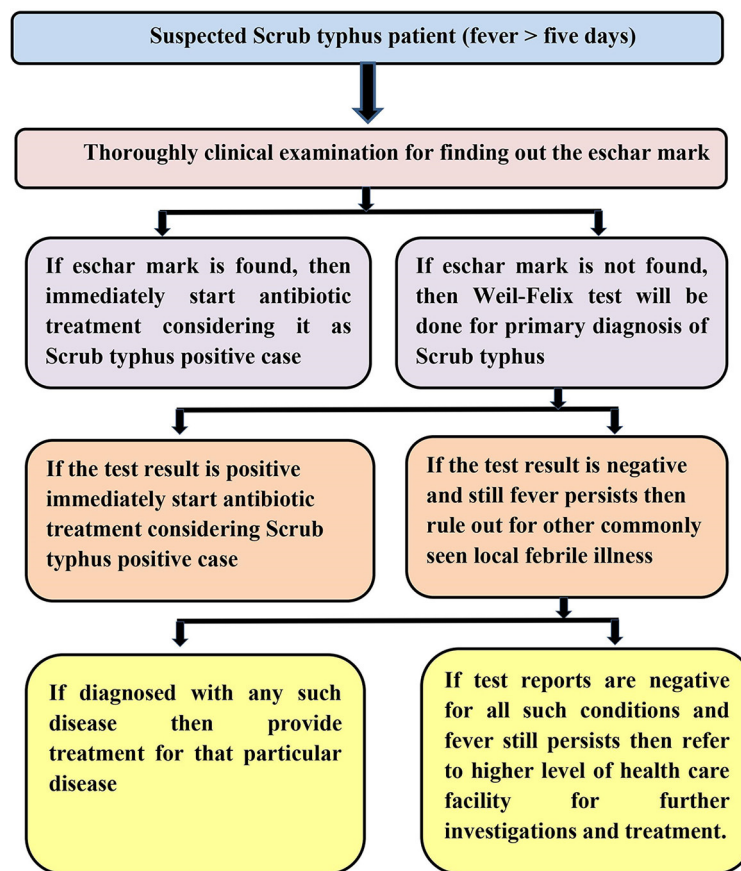 Suspected Scrub typhus patient (fever > five days)
Thoroughly clinical examination for finding out the eschar mark
If eschar mark is found, then
immediately start antibiotic
treatment considering it as
Scrub typhus positive case
If eschar mark is not found,
then Weil-Felix test will be
done for primary diagnosis of
Scrub typhus
If the test result is positive
immediately start antibiotic
treatment considering Scrub
typhus positive case
If the test result is negative
and still fever persists then
rule out for other commonly
seen local febrile illness
If diagnosed with any such
disease then provide
treatment for that particular
disease
If test reports are negative
for all such conditions and
fever still persists then refer
to higher level of health care
facility for further
investigations and treatment.